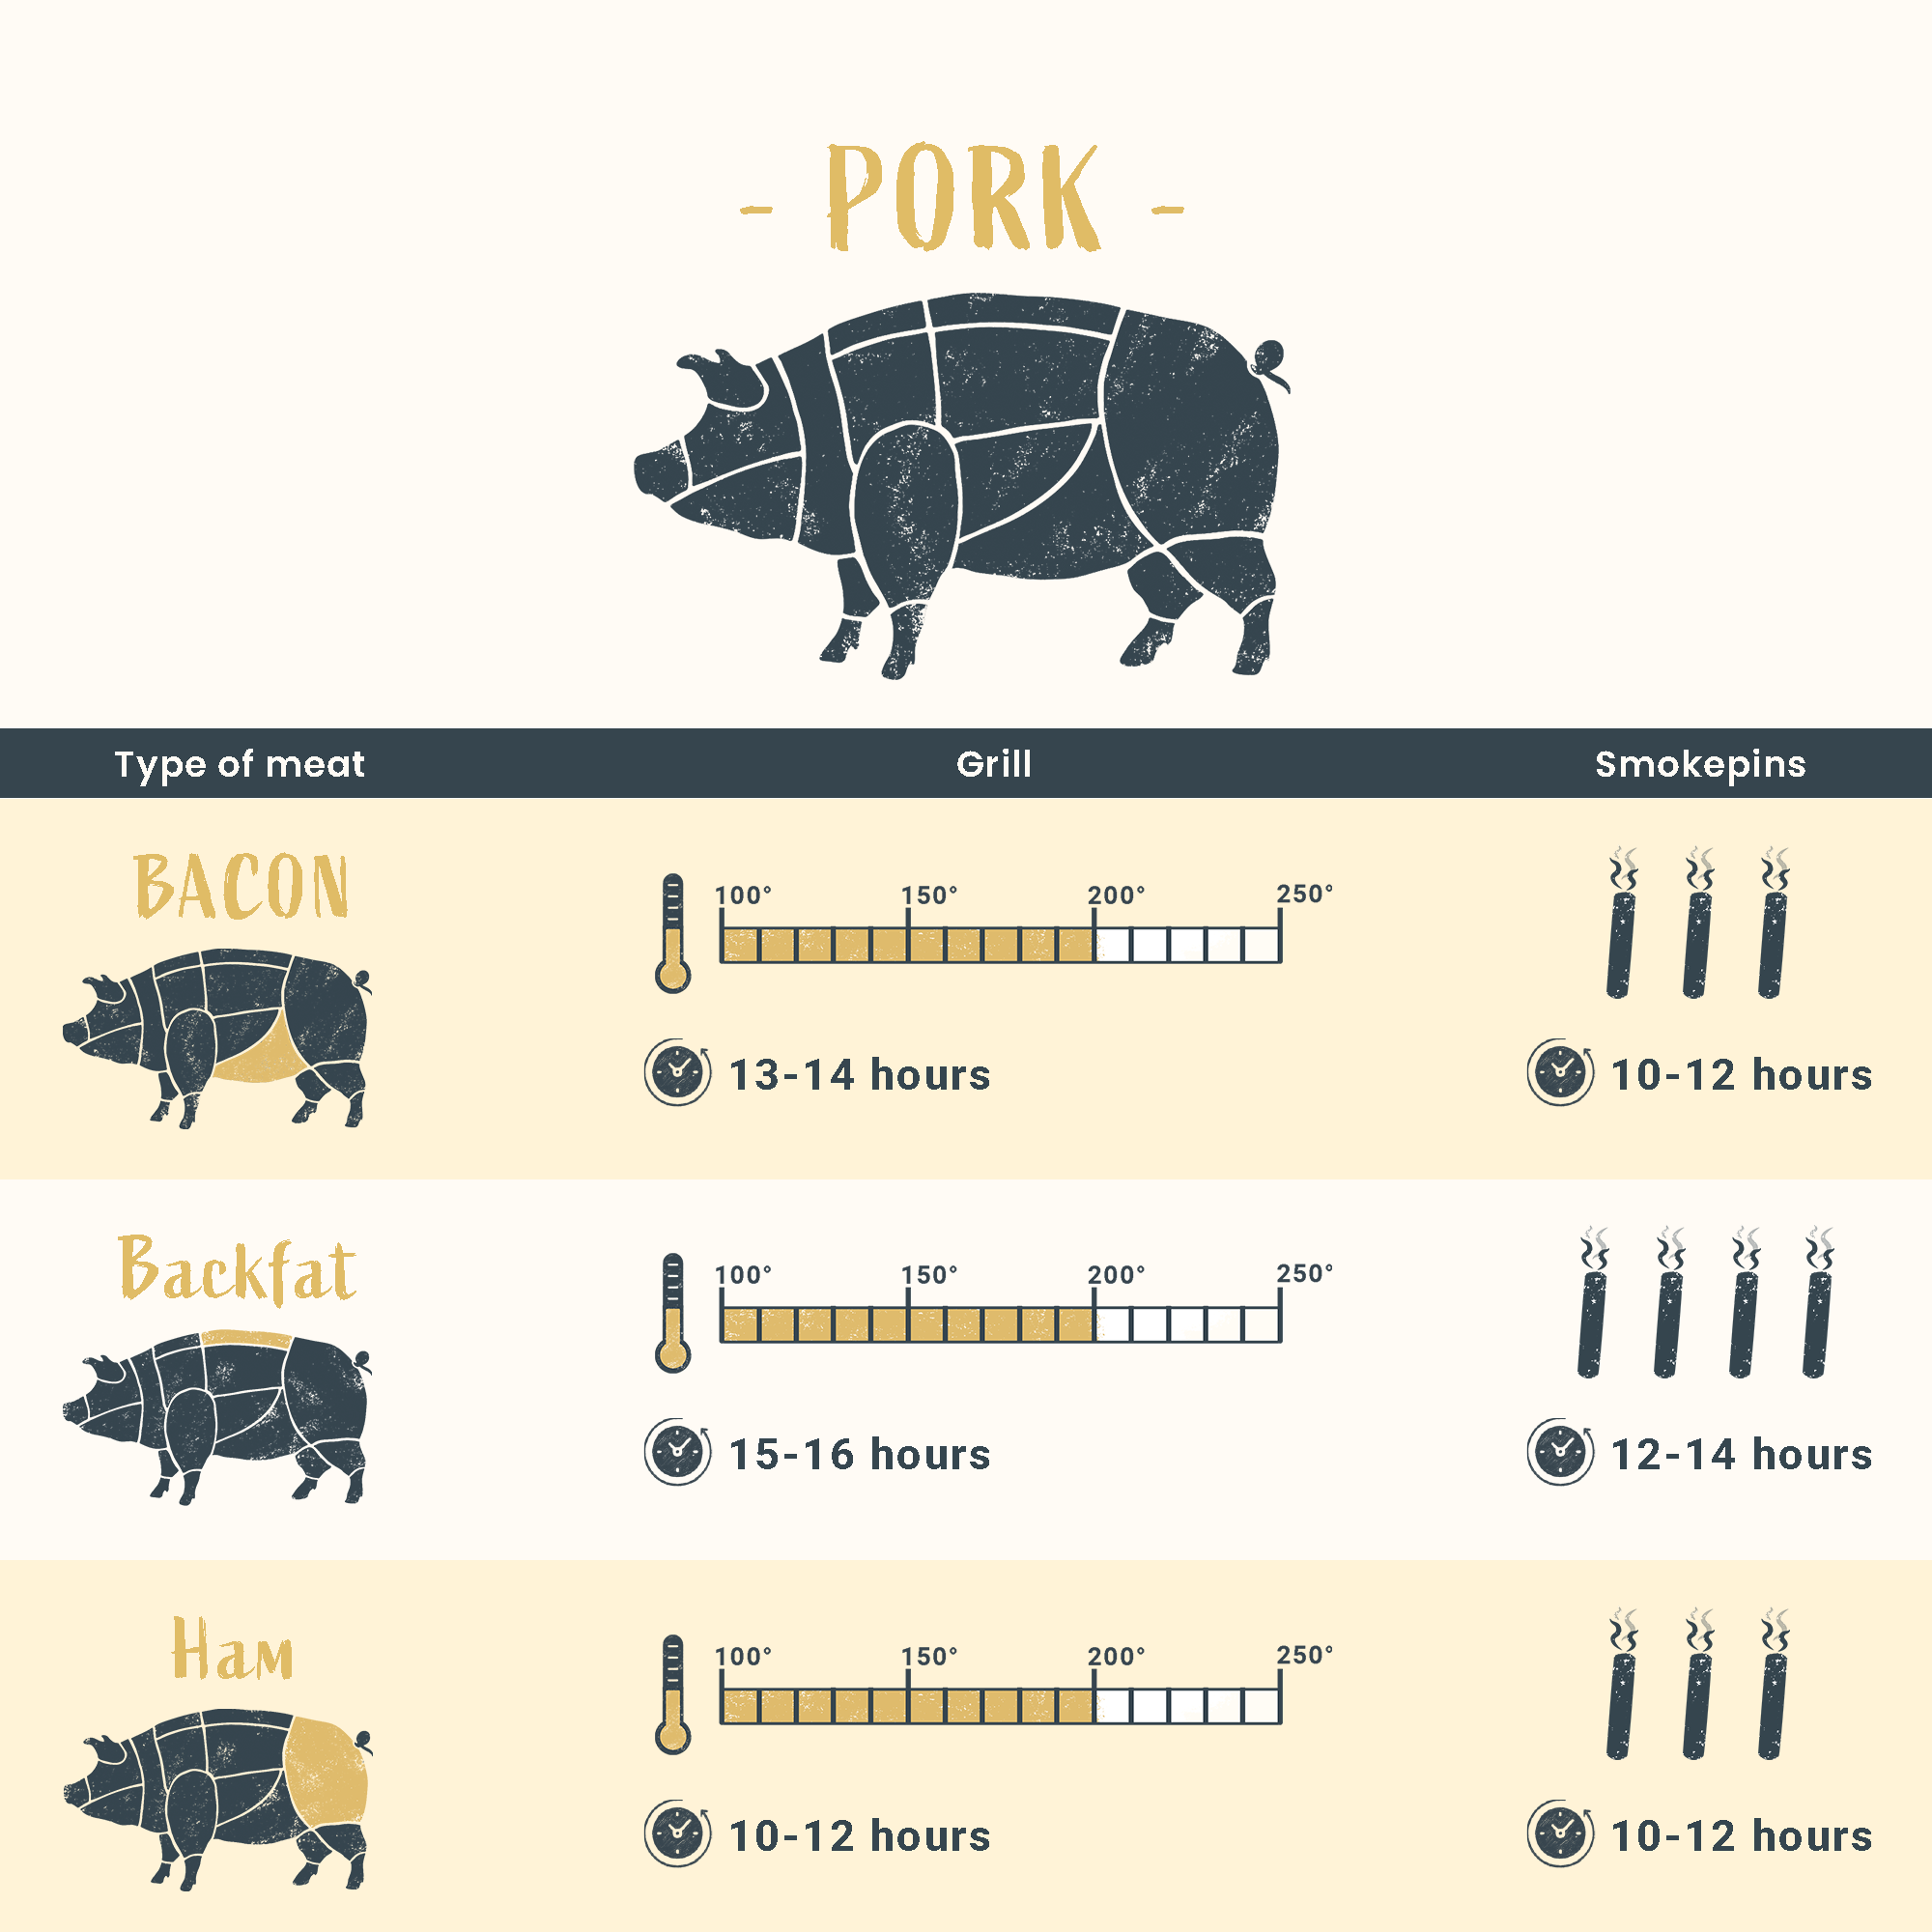 - PORK -
Type of meat Grill Smokepins
BACON
100° 150° 200° 250°
13-14 hours
10-12 hours
Backfat
100° 150° 200° 250°
15-16 hours
12-14 hours
Ham
100° 150° 200° 250°
10-12 hours
10-12 hours